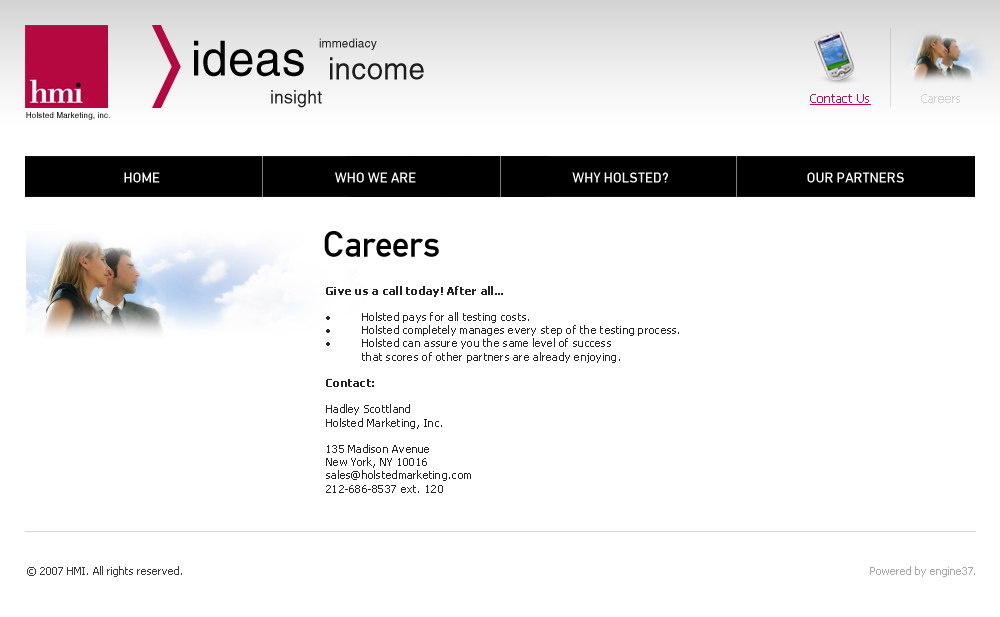 hmi
Holsted Marketing, inc.
ideas
immediacy
income
insight
Contact Us
Careers
HOME
WHO WE ARE
WHY HOLSTED?
OUR PARTNERS
Careers
Give us a call today! After all...
• Holsted pays for all testing costs.
• Holsted completely manages every step of the testing process.
• Holsted can assure you the same level of success
that scores of other partners are already enjoying.
Contact:
Hadley Scottland
Holsted Marketing, Inc.
135 Madison Avenue
New York, NY 10016
sales@holstedmarketing.com
212-686-8537 ext. 120
© 2007 HMI. All rights reserved.
Powered by engine37.